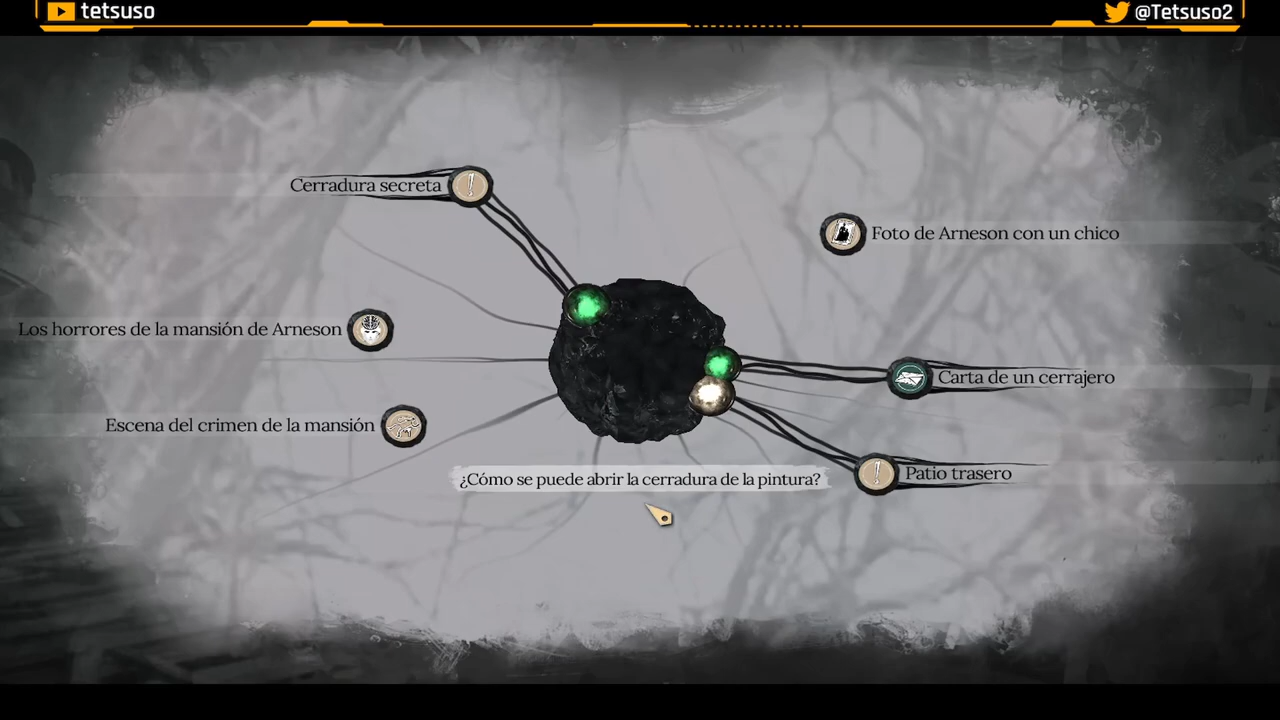 tetsuso
@Tetsuso2
Cerradura secreta
Foto de Arneson con un chico
Los horrores de la mansión de Arneson
Carta de un cerrajero
Escena del crimen de la mansión
Patio trasero
¿Cómo se puede abrir la cerradura de la pintura?